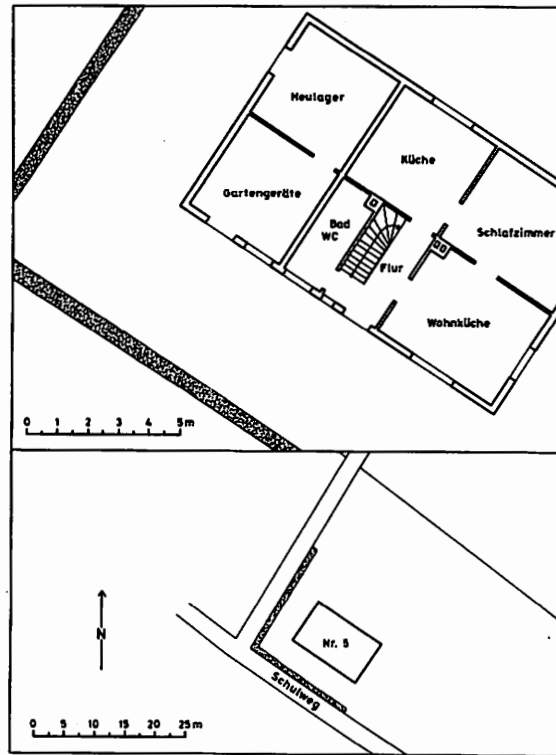 Heulager
Küche
Gartengeräte
Bad
WC
Schlafzimmer
Flur
Wohnküche
0 1 2 3 4 5m
N
Nr. 5
Schulweg
0 5 10 15 20 25m